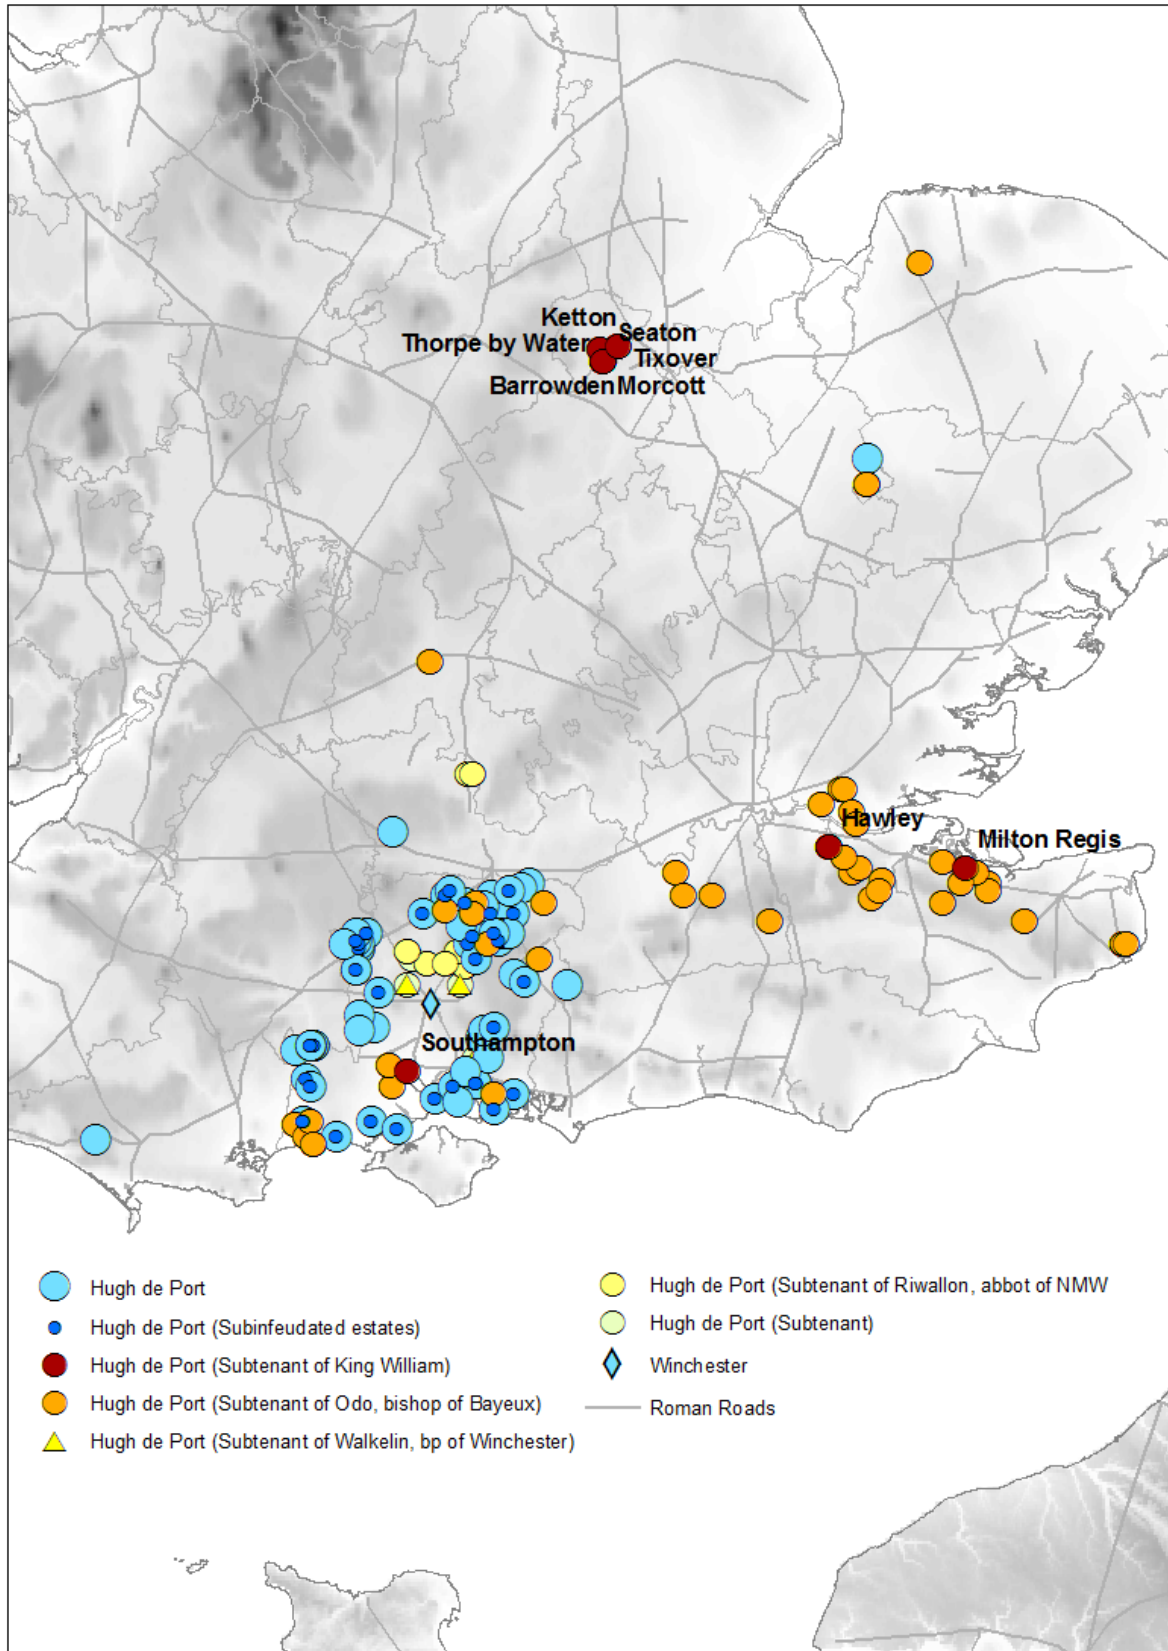 Ketton
Seaton
Thorpe by Water
Tixover
Barrowden Morcott
Hawley
Milton Regis
Southampton
Hugh de Port
Hugh de Port (Subinfeudated estates)
Hugh de Port (Subtenant of King William)
Hugh de Port (Subtenant of Odo, bishop of Bayeux)
Hugh de Port (Subtenant of Walkelin, bp of Winchester)
Hugh de Port (Subtenant of Riwallon, abbot of NMW
Hugh de Port (Subtenant)
Winchester
Roman Roads